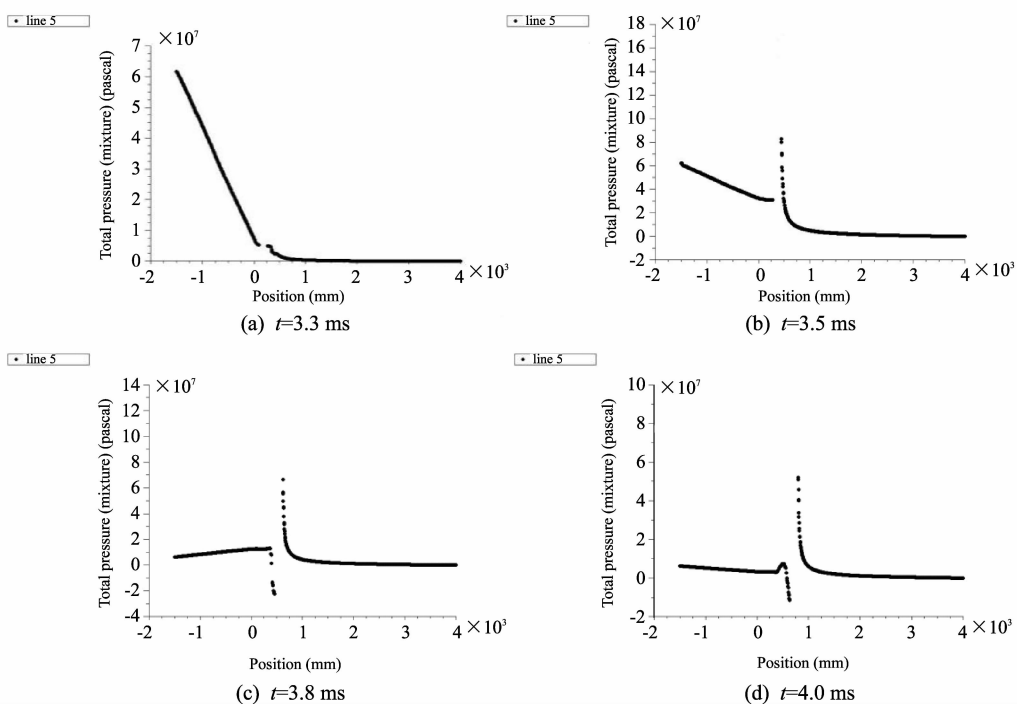 line 5
×10⁷
7
6
5
4
3
2
1
0
Total pressure (mixture) (pascal)
-2 -1 0 1 2 3 4 ×10³
Position (mm)
(a) t=3.3 ms
line 5
×10⁷
18
16
14
12
10
8
6
4
2
0
-2
Total pressure (mixture) (pascal)
-2 -1 0 1 2 3 4 ×10³
Position (mm)
(b) t=3.5 ms
line 5
×10⁷
14
12
10
8
6
4
2
0
-2
-4
Total pressure (mixture) (pascal)
-2 -1 0 1 2 3 4 ×10³
Position (mm)
(c) t=3.8 ms
line 5
×10⁷
10
8
6
4
2
0
-2
Total pressure (mixture) (pascal)
-2 -1 0 1 2 3 4 ×10³
Position (mm)
(d) t=4.0 ms